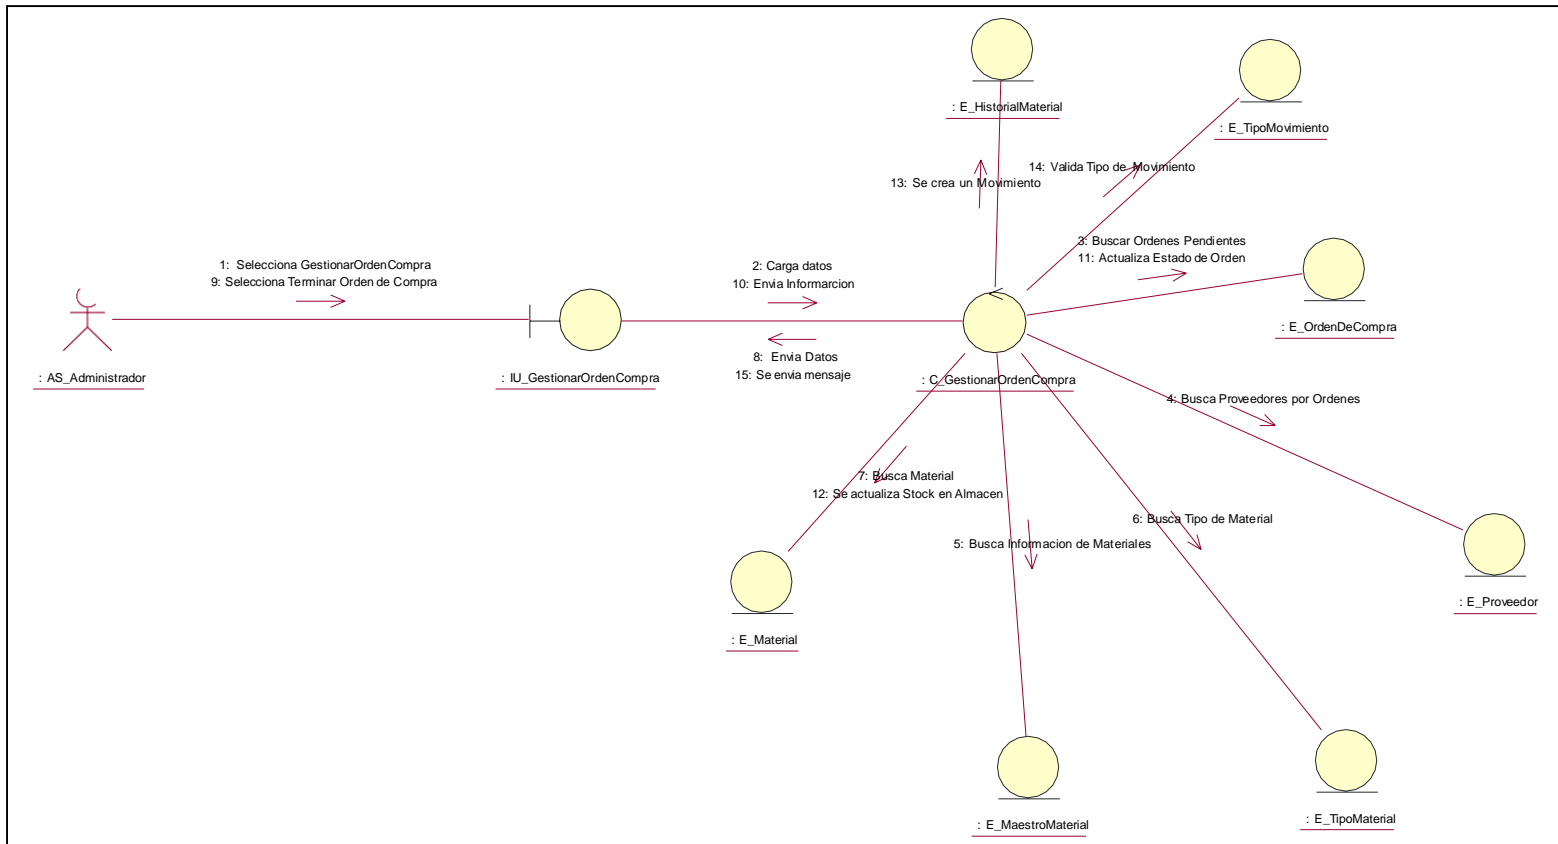 : E_HistorialMaterial
: E_TipoMovimiento
14: Valida Tipo de Movimiento
13: Se crea un Movimiento
3: Buscar Ordenes Pendientes
11: Actualiza Estado de Orden
1: Selecciona GestionarOrdenCompra
9: Selecciona Terminar Orden de Compra
2: Carga datos
10: Envia Informarcion
: E_OrdenDeCompra
8: Envia Datos
15: Se envia mensaje
: AS_Administrador
: IU_GestionarOrdenCompra
: C_GestionarOrdenCompra
4: Busca Proveedores por Ordenes
7: Busca Material
12: Se actualiza Stock en Almacen
6: Busca Tipo de Material
5: Busca Informacion de Materiales
: E_Proveedor
: E_Material
: E_MaestroMaterial
: E_TipoMaterial